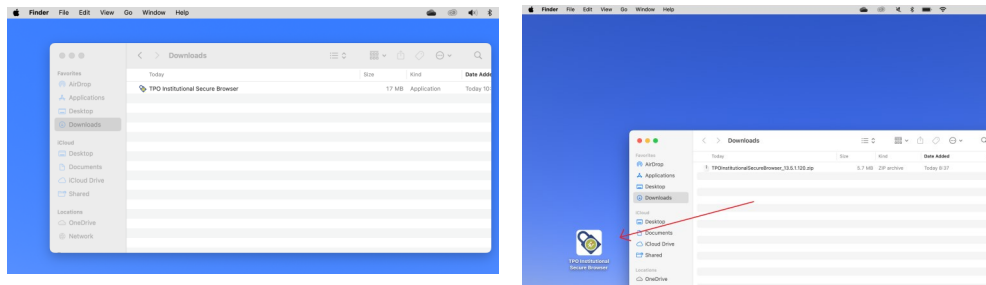 Finder File Edit View Go Window Help
Downloads
Favorites
AirDrop
Applications
Desktop
Downloads
iCloud
Desktop
Documents
iCloud Drive
Shared
Locations
OneDrive
Network
Today Size Kind Date Adde
TPO Institutional Secure Browser 17 MB Application Today 10:
Finder File Edit View Go Window Help
Downloads
Favorites
AirDrop
Applications
Desktop
Downloads
iCloud
Desktop
Documents
iCloud Drive
Shared
Locations
OneDrive
Today Size Kind Date Added
TPOInstitutionalSecureBrowser_13.5.1.120.zip 5.7 MB ZIP archive Today 9:37
TPO Institutional
Secure Browser